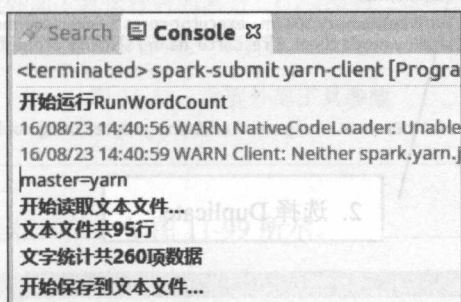 Search Console
<terminated> spark-submit yarn-client [Progra
开始运行RunWordCount
16/08/23 14:40:56 WARN NativeCodeLoader: Unable
16/08/23 14:40:59 WARN Client: Neither spark.yarn.j
master=yarn
开始读取文本文件...
文本文件共95行
文字统计共260项数据
开始保存到文本文件...